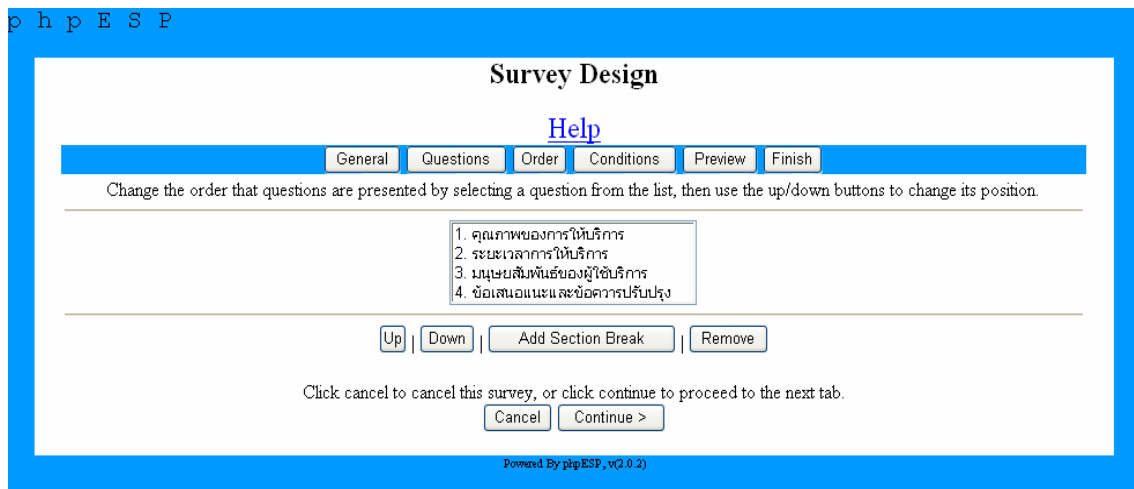 p h p E S P
Survey Design
Help
General Questions Order Conditions Preview Finish
Change the order that questions are presented by selecting a question from the list, then use the up/down buttons to change its position.
1. คุณภาพของการให้บริการ
2. ระยะเวลาการให้บริการ
3. มนุษยสัมพันธ์ของผู้ใช้บริการ
4. ข้อเสนอแนะและข้อควารปรับปรุง
Up | Down | Add Section Break | Remove
Click cancel to cancel this survey, or click continue to proceed to the next tab.
Cancel Continue >
Powered By phpESP, v(2.0.2)